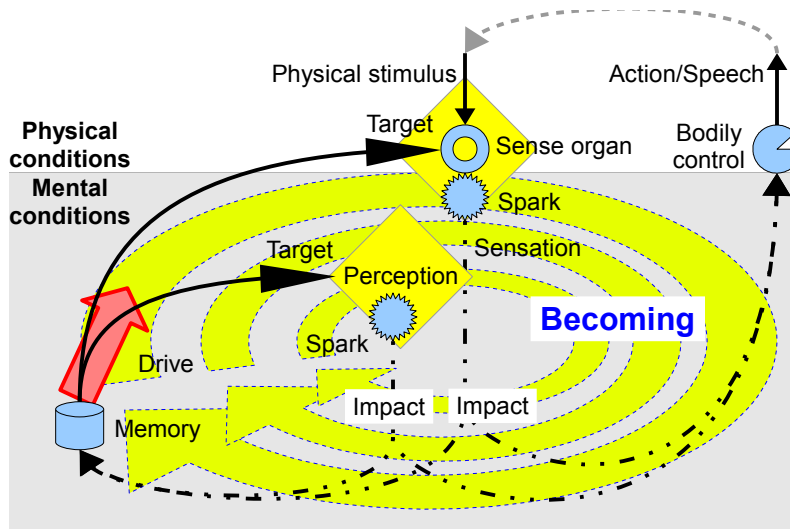 Physical stimulus
Action/Speech
Physical
conditions
Target
Sense organ
Bodily
control
Mental
conditions
Spark
Target
Sensation
Perception
Becoming
Drive
Spark
Impact
Impact
Memory